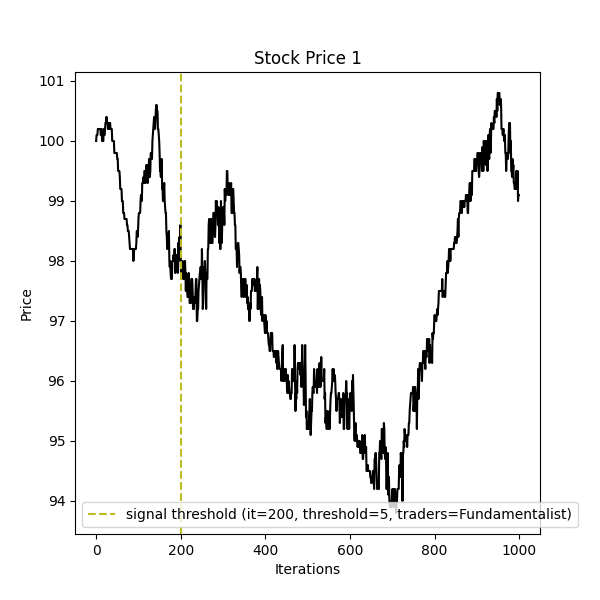 Stock Price 1
101
100
99
98
97
96
95
94
Price
signal threshold (it=200, threshold=5, traders=Fundamentalist)
0 200 400 600 800 1000
Iterations